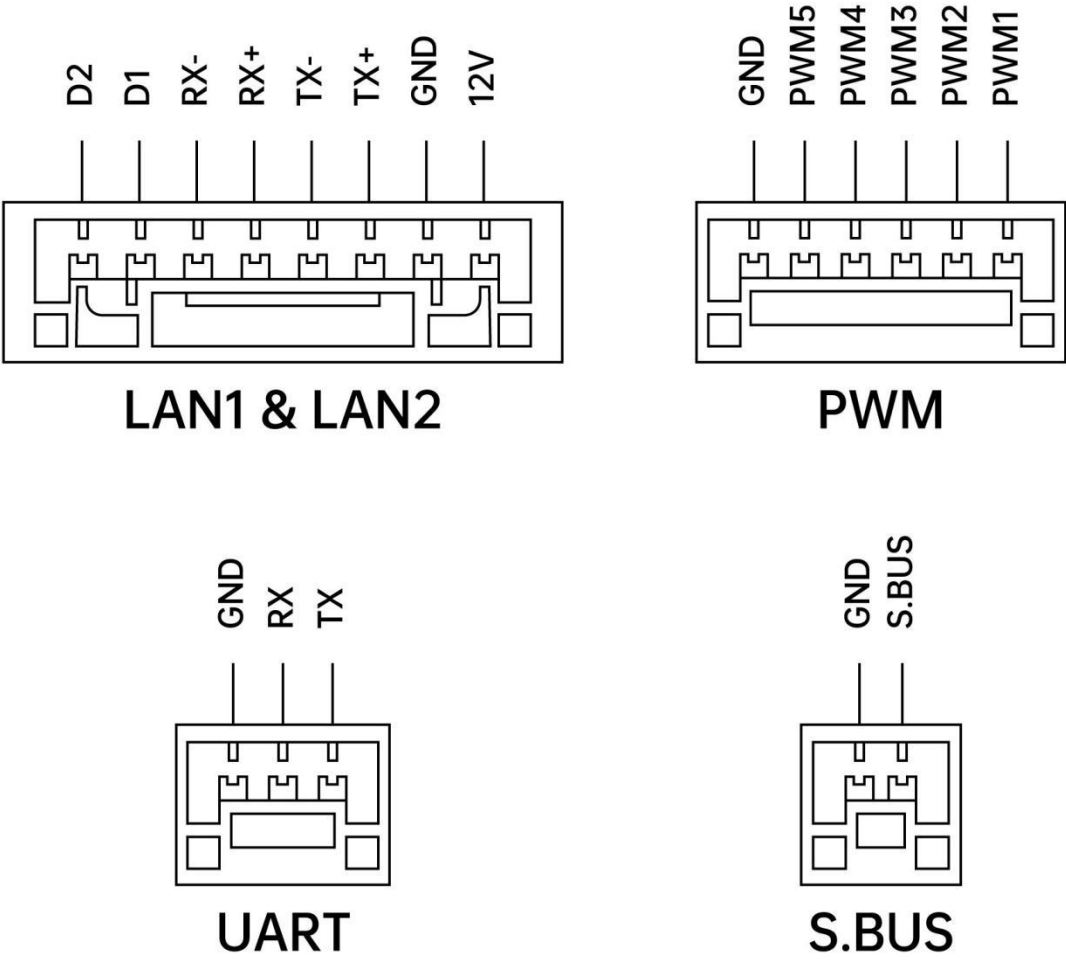 D2 D1 RX- RX+ TX- TX+ GND 12V
LAN1 & LAN2
GND PWM5 PWM4 PWM3 PWM2 PWM1
PWM
GND RX TX
UART
GND S.BUS
S.BUS